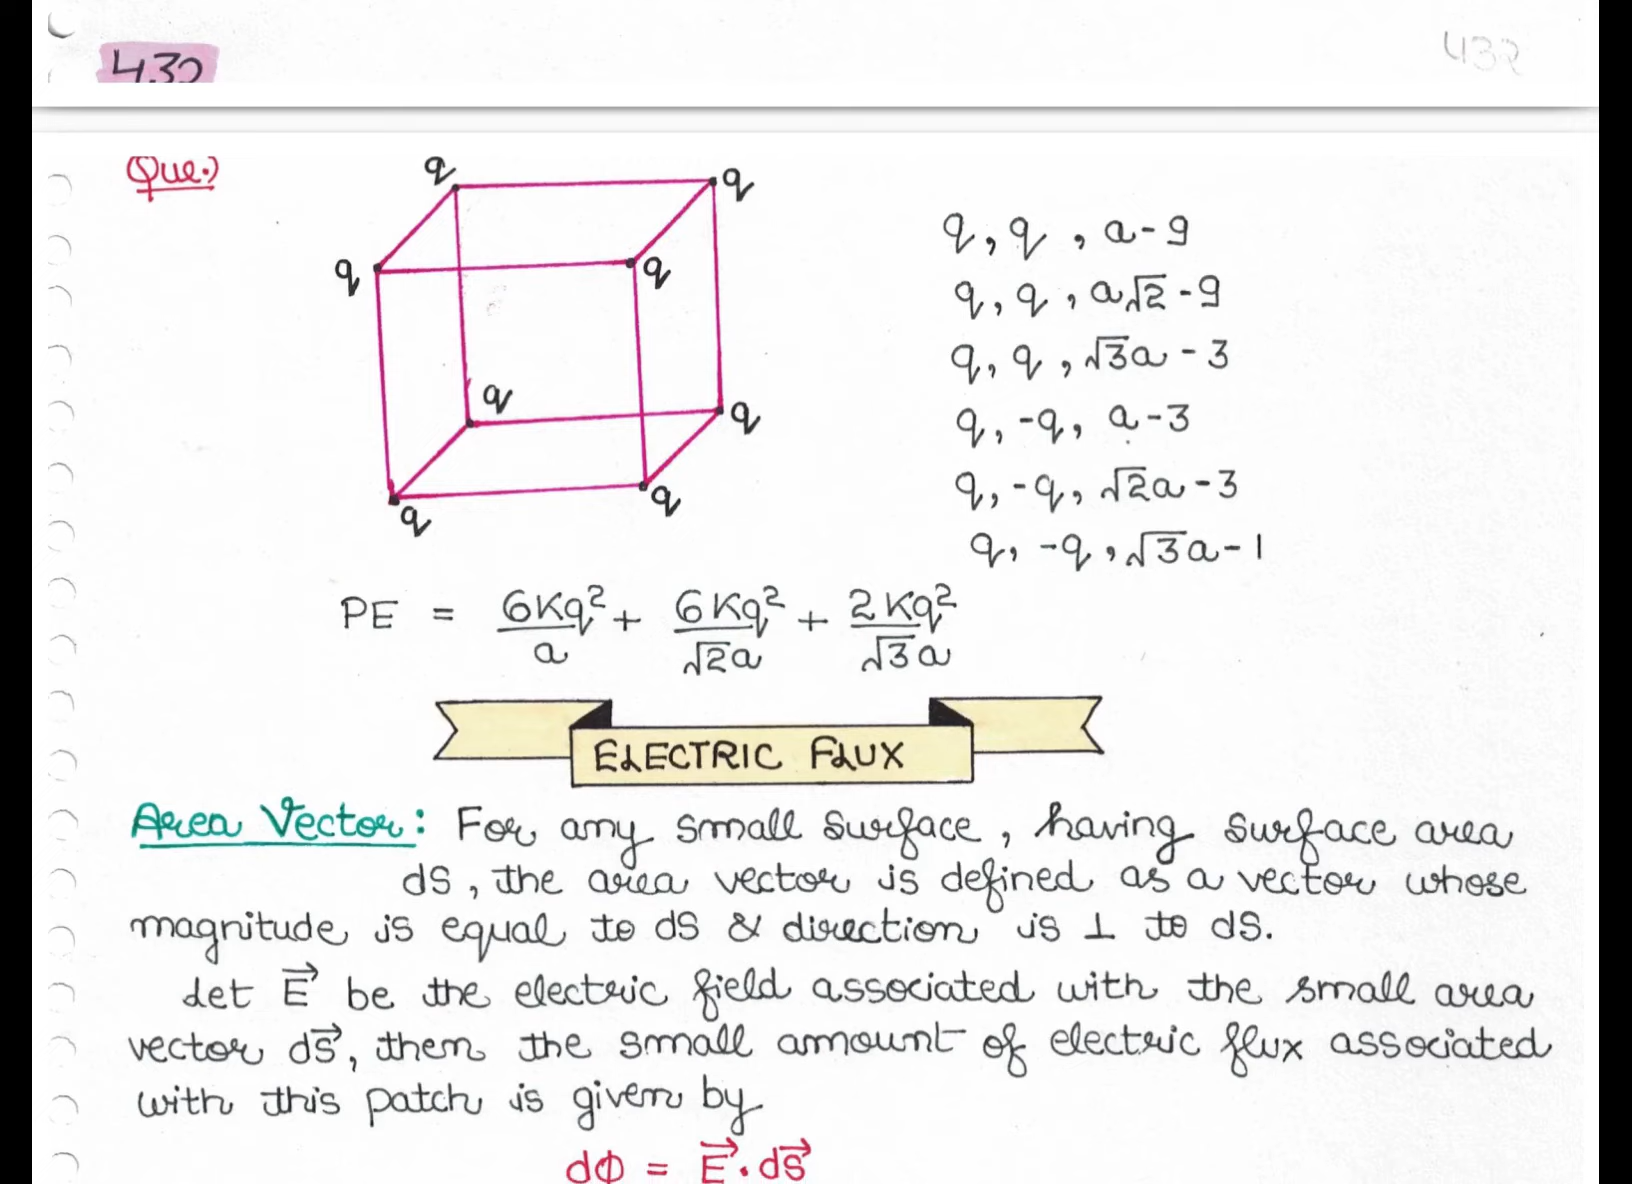 432
432
Que.)
q
q
q
q
q
q
q
q
q, q, a-9
q, q, a√2-9
q, q, √3a-3
q, -q, a-3
q, -q, √2a-3
q, -q, √3a-1
PE = 6Kq²/a + 6Kq²/√2a + 2Kq²/√3a
ELECTRIC FLUX
Area Vector: For any small surface, having surface area
ds, the area vector is defined as a vector whose
magnitude is equal to ds & direction is ⊥ to ds.
Let E⃗ be the electric field associated with the small area
vector ds⃗, then the small amount of electric flux associated
with this patch is given by
dΦ = E⃗·ds⃗